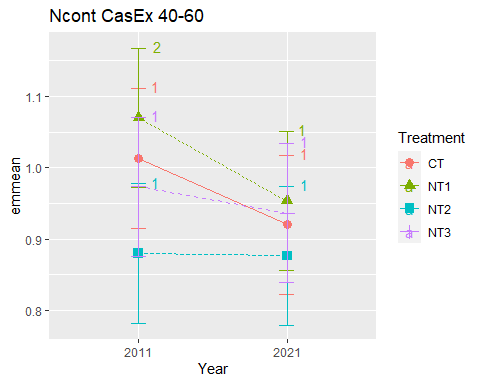 Ncont CasEx 40-60
emmean
1.1
1.0
0.9
0.8
2
1
1
1
1
1
1
1
2011
2021
Year
Treatment
a CT
a NT1
a NT2
a NT3